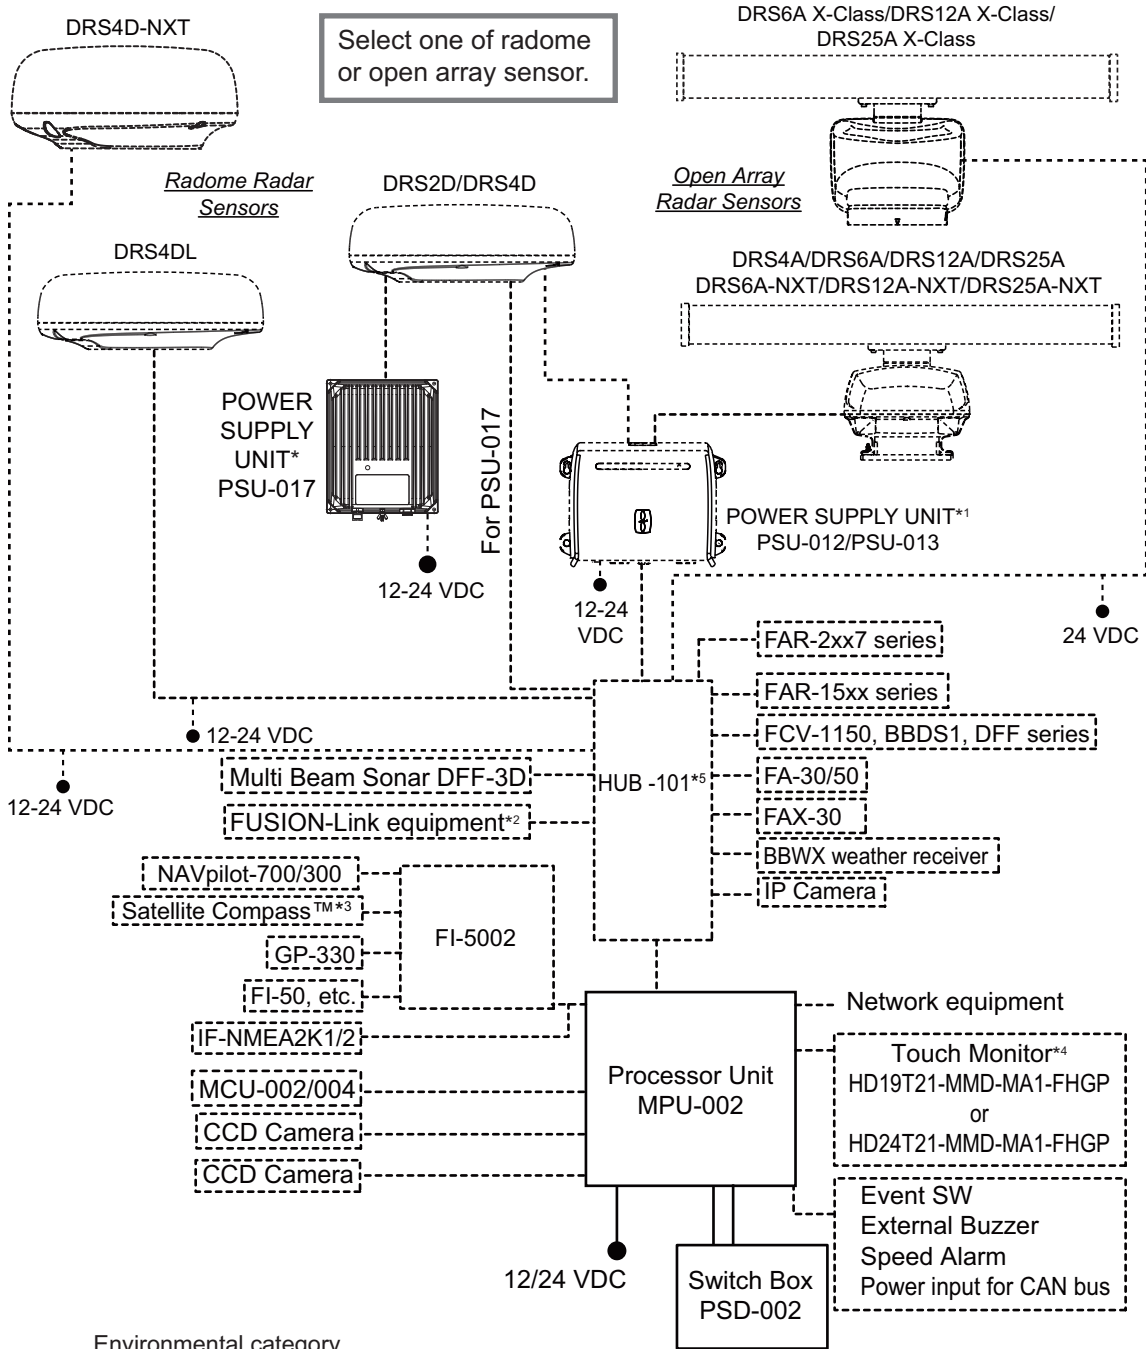 DRS4D-NXT
Select one of radome
or open array sensor.
DRS6A X-Class/DRS12A X-Class/
DRS25A X-Class
Radome Radar
Sensors
DRS2D/DRS4D
Open Array
Radar Sensors
DRS4DL
DRS4A/DRS6A/DRS12A/DRS25A
DRS6A-NXT/DRS12A-NXT/DRS25A-NXT
POWER
SUPPLY
UNIT*
PSU-017
For PSU-017
POWER SUPPLY UNIT*1
PSU-012/PSU-013
12-24 VDC
12-24
VDC
24 VDC
FAR-2xx7 series
FAR-15xx series
12-24 VDC
FCV-1150, BBDS1, DFF series
12-24 VDC
Multi Beam Sonar DFF-3D
HUB -101*5
FA-30/50
FUSION-Link equipment*2
FAX-30
BBWX weather receiver
IP Camera
NAVpilot-700/300
Satellite Compass™*3
FI-5002
GP-330
FI-50, etc.
IF-NMEA2K1/2
MCU-002/004
CCD Camera
CCD Camera
Processor Unit
MPU-002
Network equipment
Touch Monitor*4
HD19T21-MMD-MA1-FHGP
or
HD24T21-MMD-MA1-FHGP
Event SW
External Buzzer
Speed Alarm
Power input for CAN bus
12/24 VDC
Switch Box
PSD-002
Environmental category